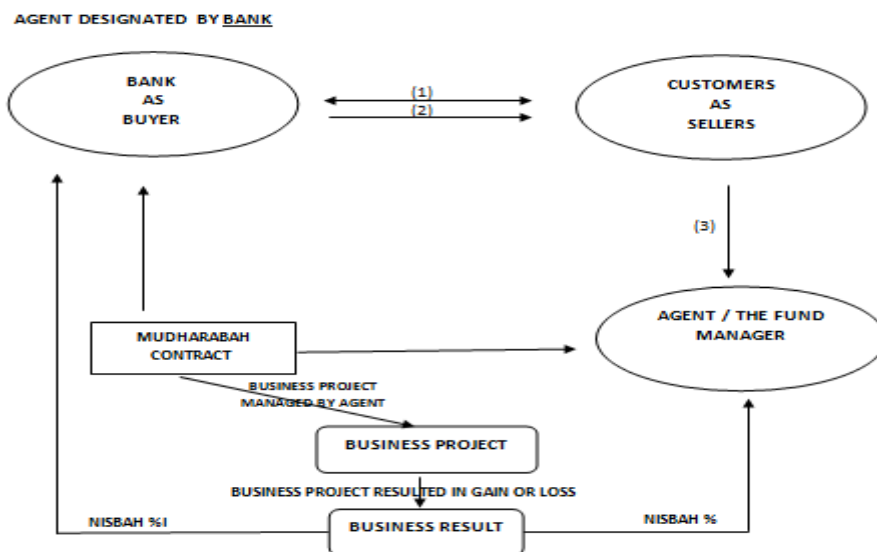 AGENT DESIGNATED BY BANK
BANK
AS
BUYER
(1)
(2)
CUSTOMERS
AS
SELLERS
(3)
AGENT / THE FUND
MANAGER
MUDHARABAH
CONTRACT
BUSINESS PROJECT
MANAGED BY AGENT
BUSINESS PROJECT
BUSINESS PROJECT RESULTED IN GAIN OR LOSS
NISBAH %I
BUSINESS RESULT
NISBAH %